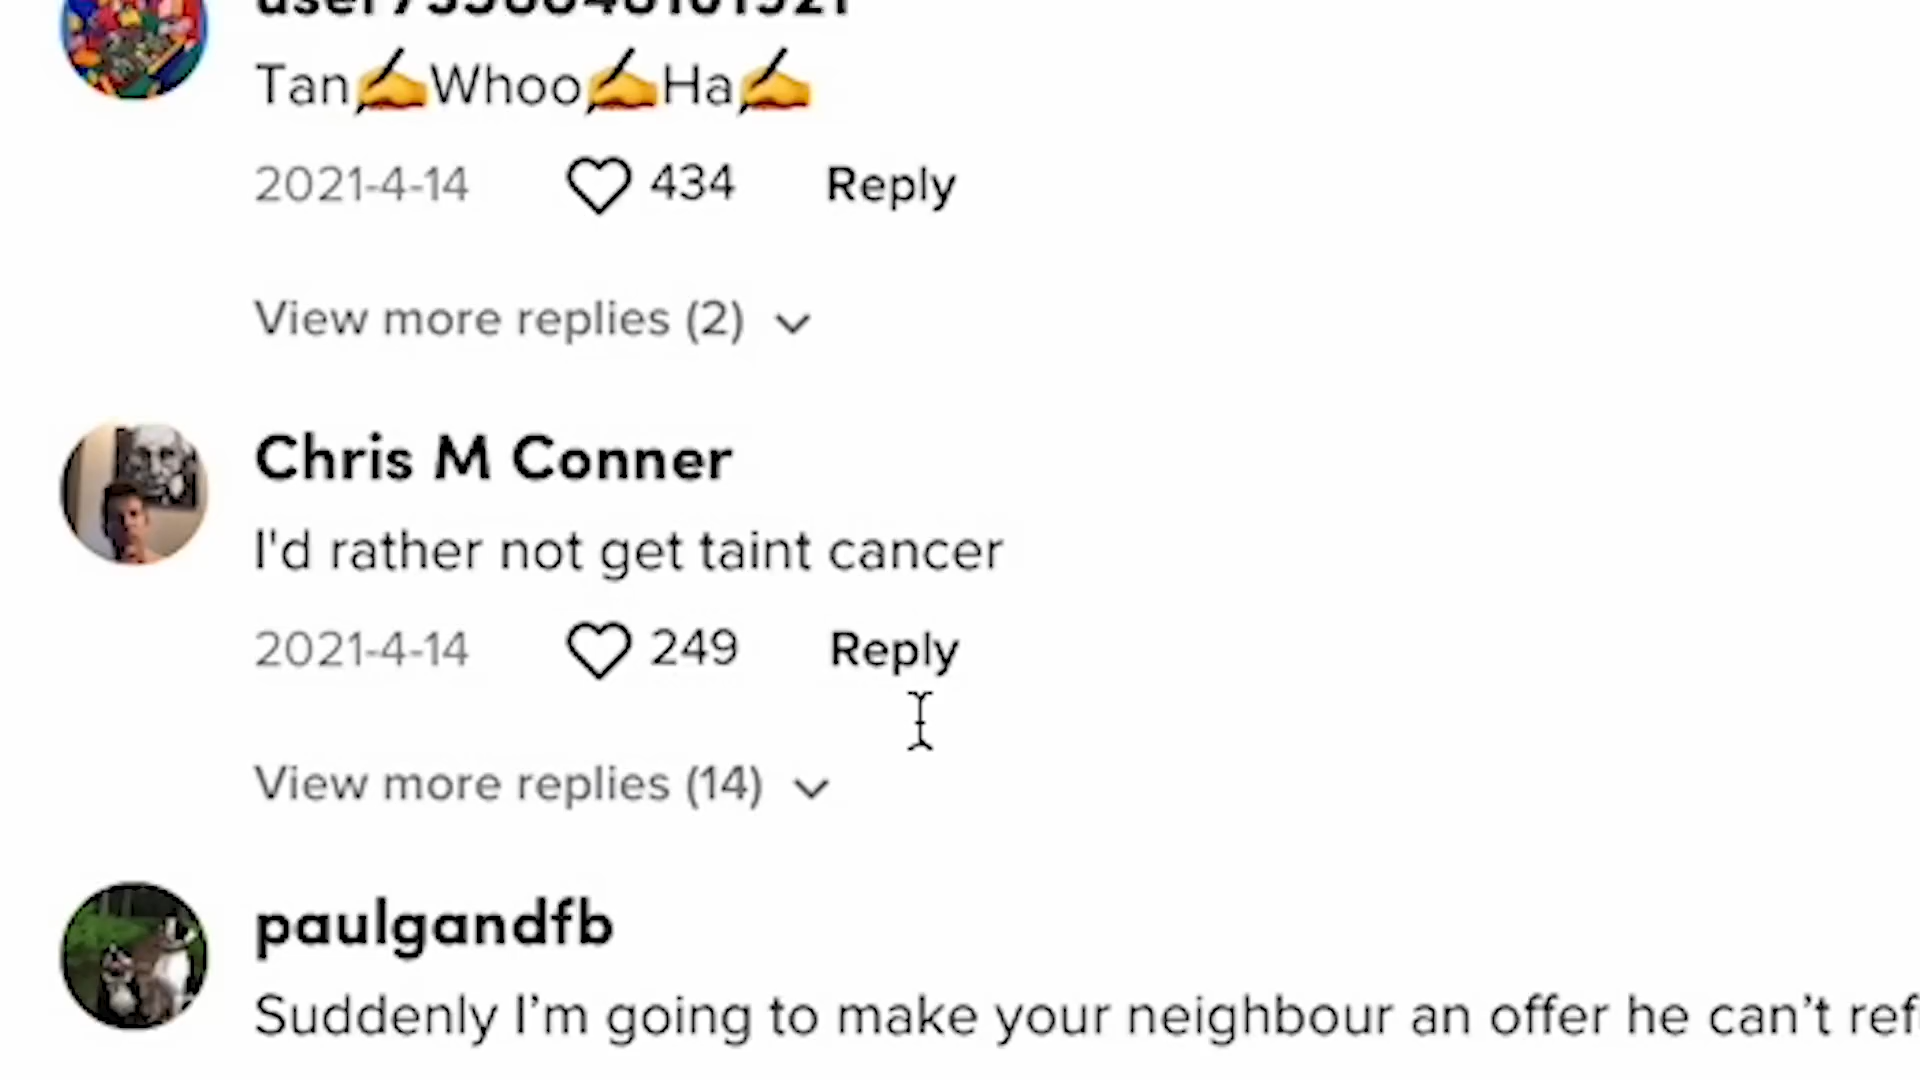 Tan✍Whoo✍Ha✍
2021-4-14 434 Reply
View more replies (2)
Chris M Conner
I'd rather not get taint cancer
2021-4-14 249 Reply
View more replies (14)
paulgandfb
Suddenly I’m going to make your neighbour an offer he can’t